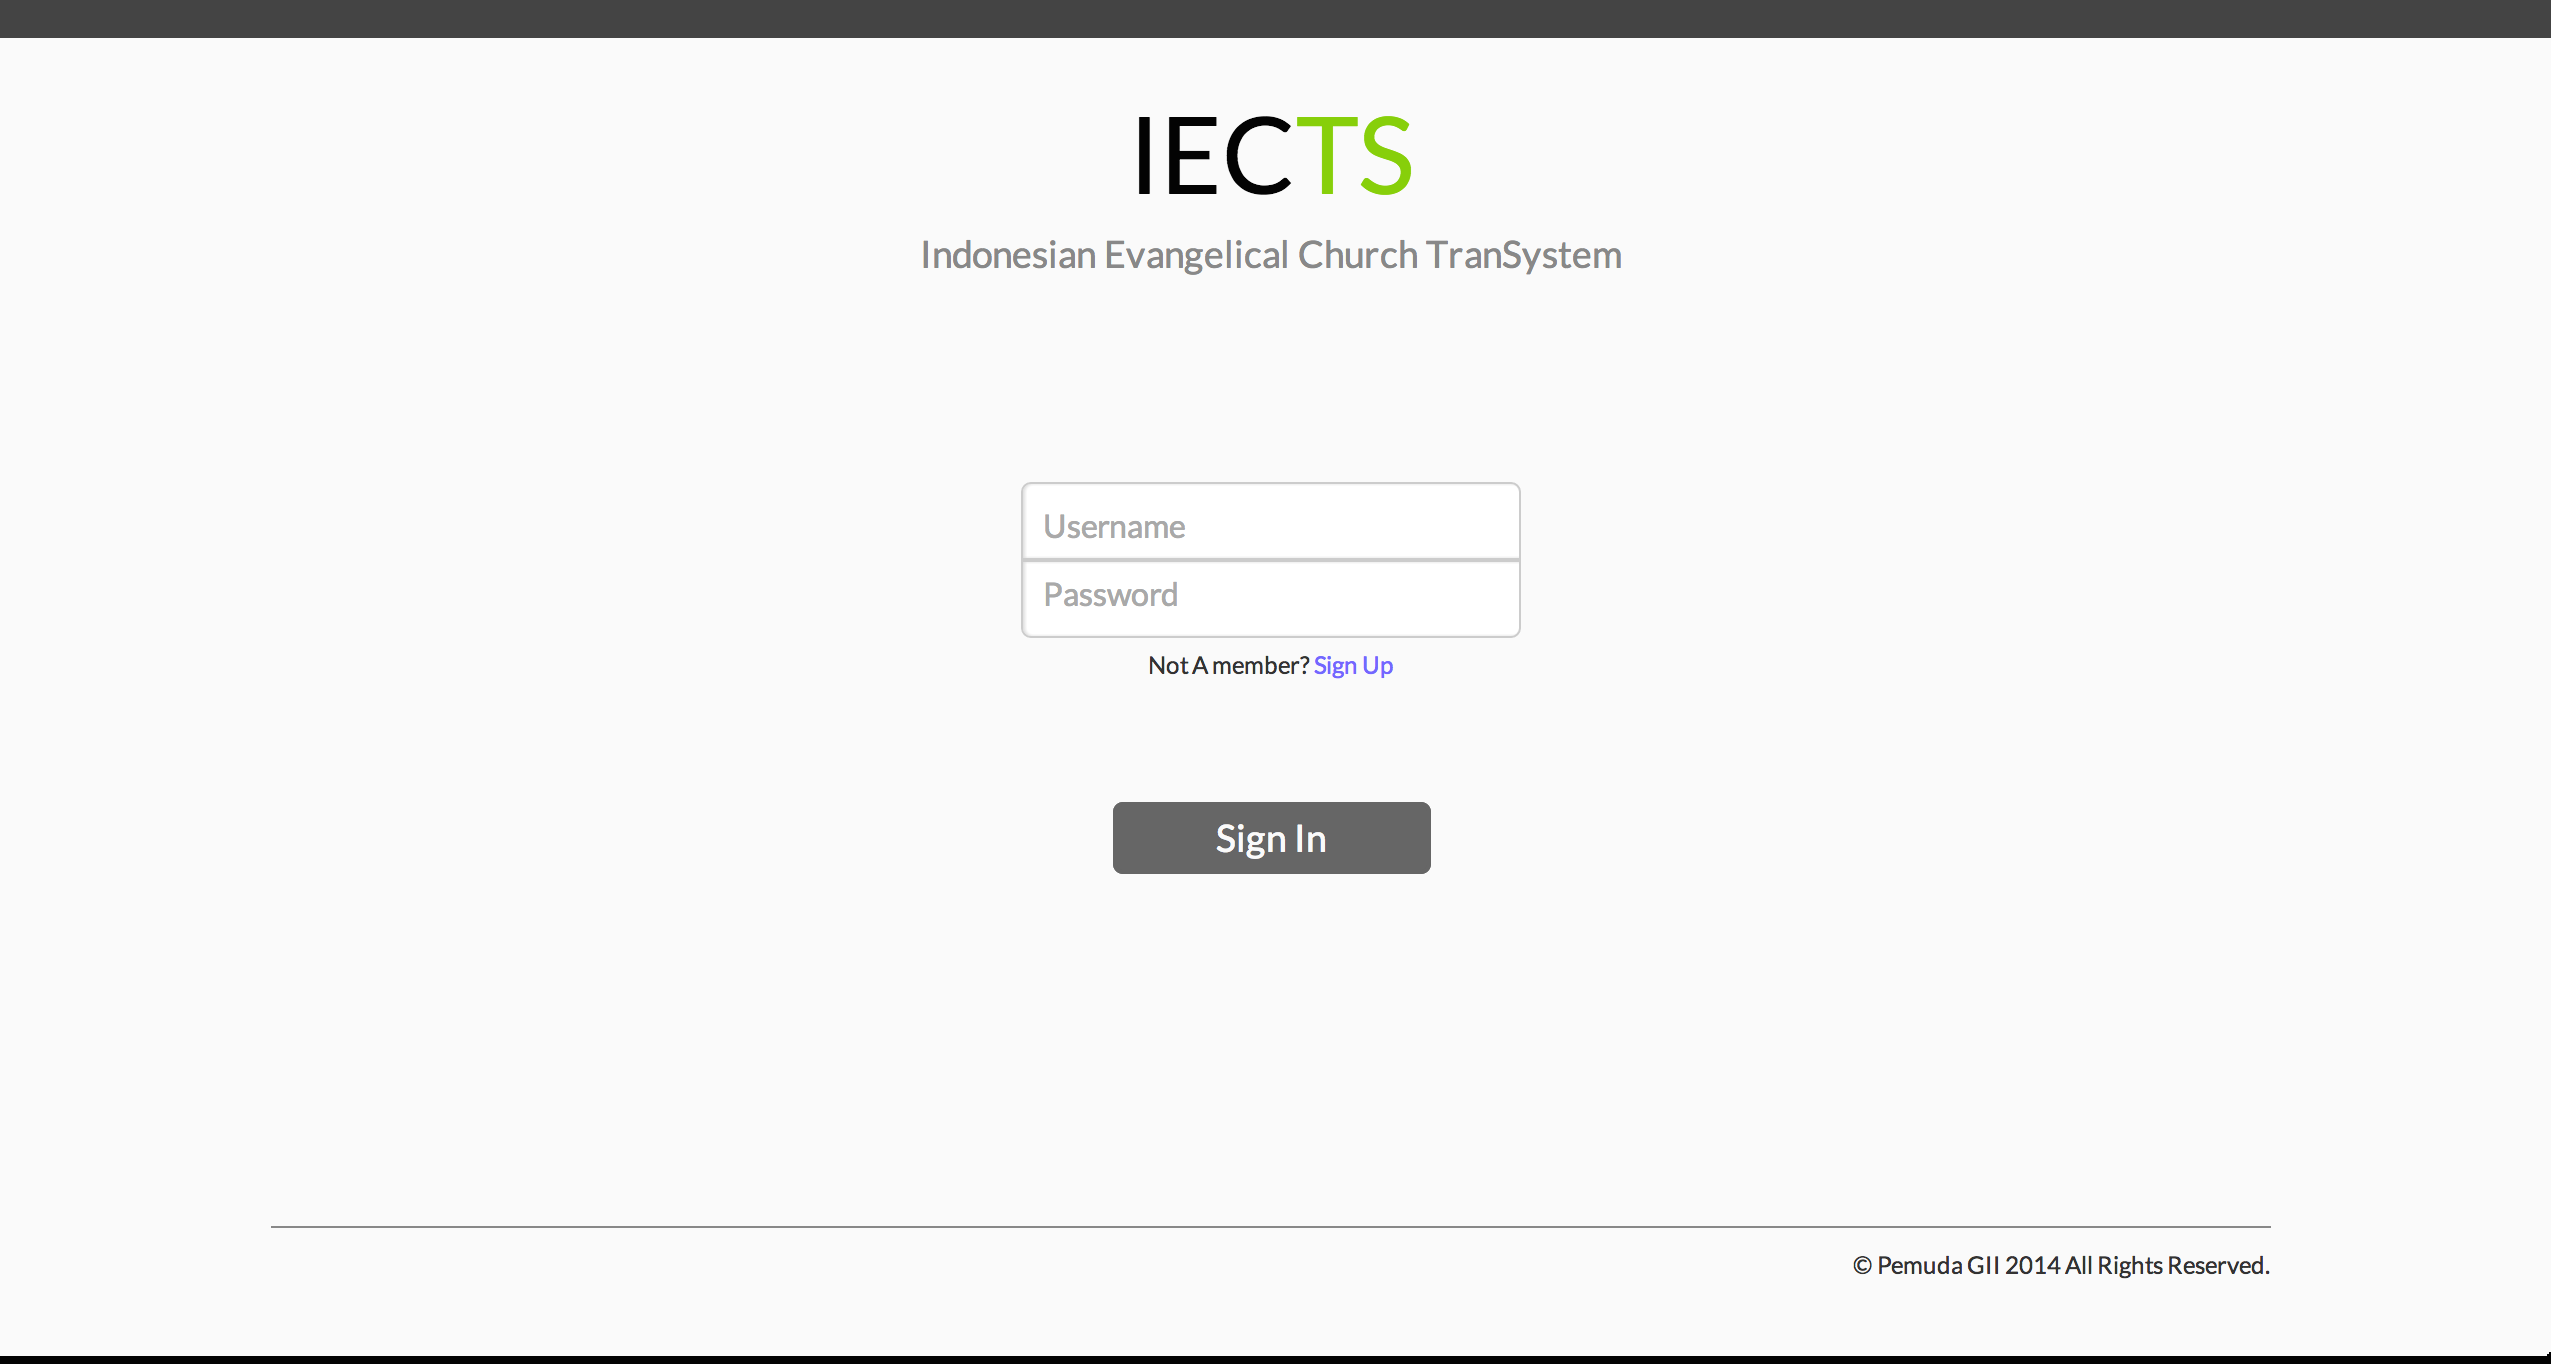 IECTS
Indonesian Evangelical Church TranSystem
Username
Password
Not A member? Sign Up
Sign In
© Pemuda GII 2014 All Rights Reserved.